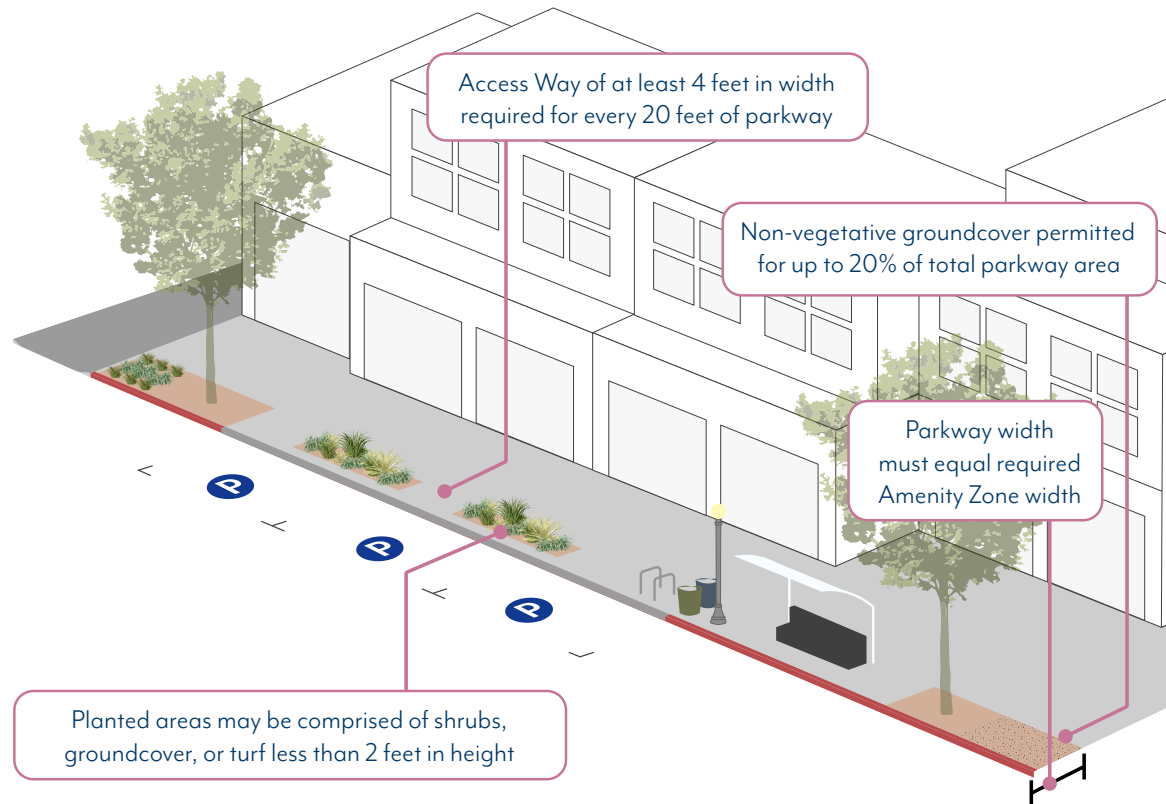 Access Way of at least 4 feet in width
required for every 20 feet of parkway
Non-vegetative groundcover permitted
for up to 20% of total parkway area
Parkway width
must equal required
Amenity Zone width
P
P
P
Planted areas may be comprised of shrubs,
groundcover, or turf less than 2 feet in height